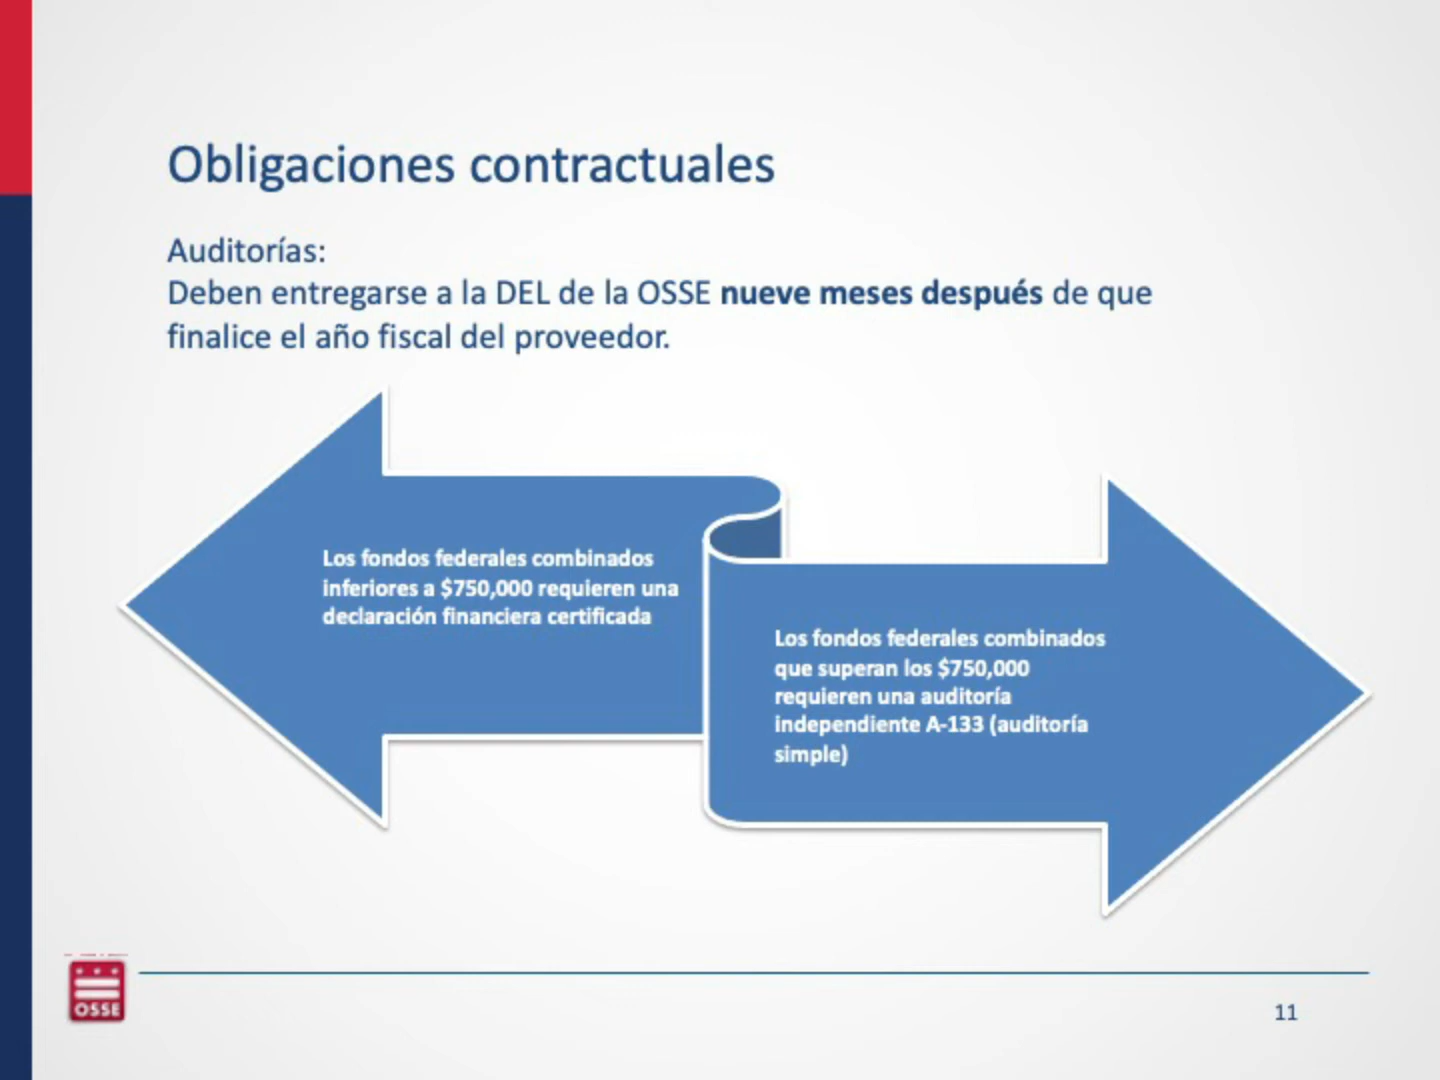 Obligaciones contractuales
Auditorías:
Deben entregarse a la DEL de la OSSE nueve meses después de que
finalice el año fiscal del proveedor.
Los fondos federales combinados
inferiores a $750,000 requieren una
declaración financiera certificada
Los fondos federales combinados
que superan los $750,000
requieren una auditoría
independiente A-133 (auditoría
simple)
OSSE
11